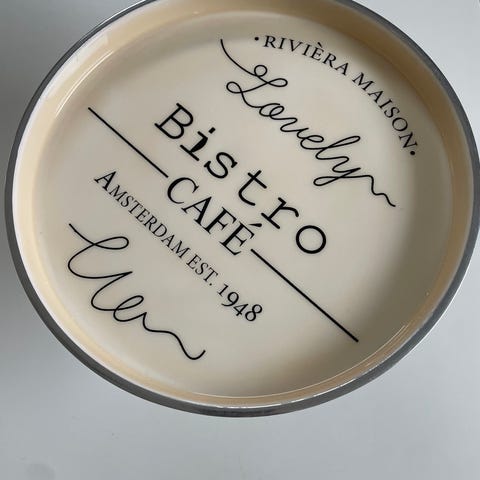 ·RIVIÈRA MAISON·
Lovely
Bistro
CAFÉ
AMSTERDAM EST. 1948